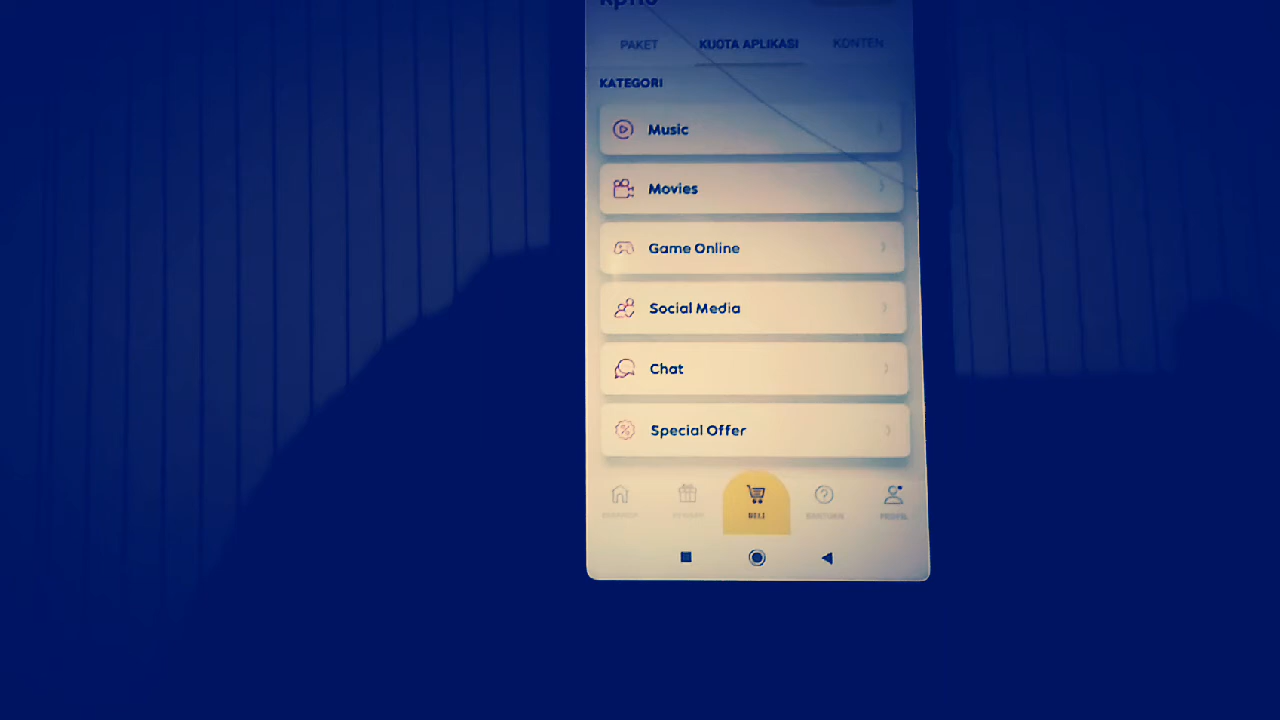 PAKET KUOTA APLIKASI KONTEN
KATEGORI
Music
Movies
Game Online
Social Media
Chat
Special Offer
BELI